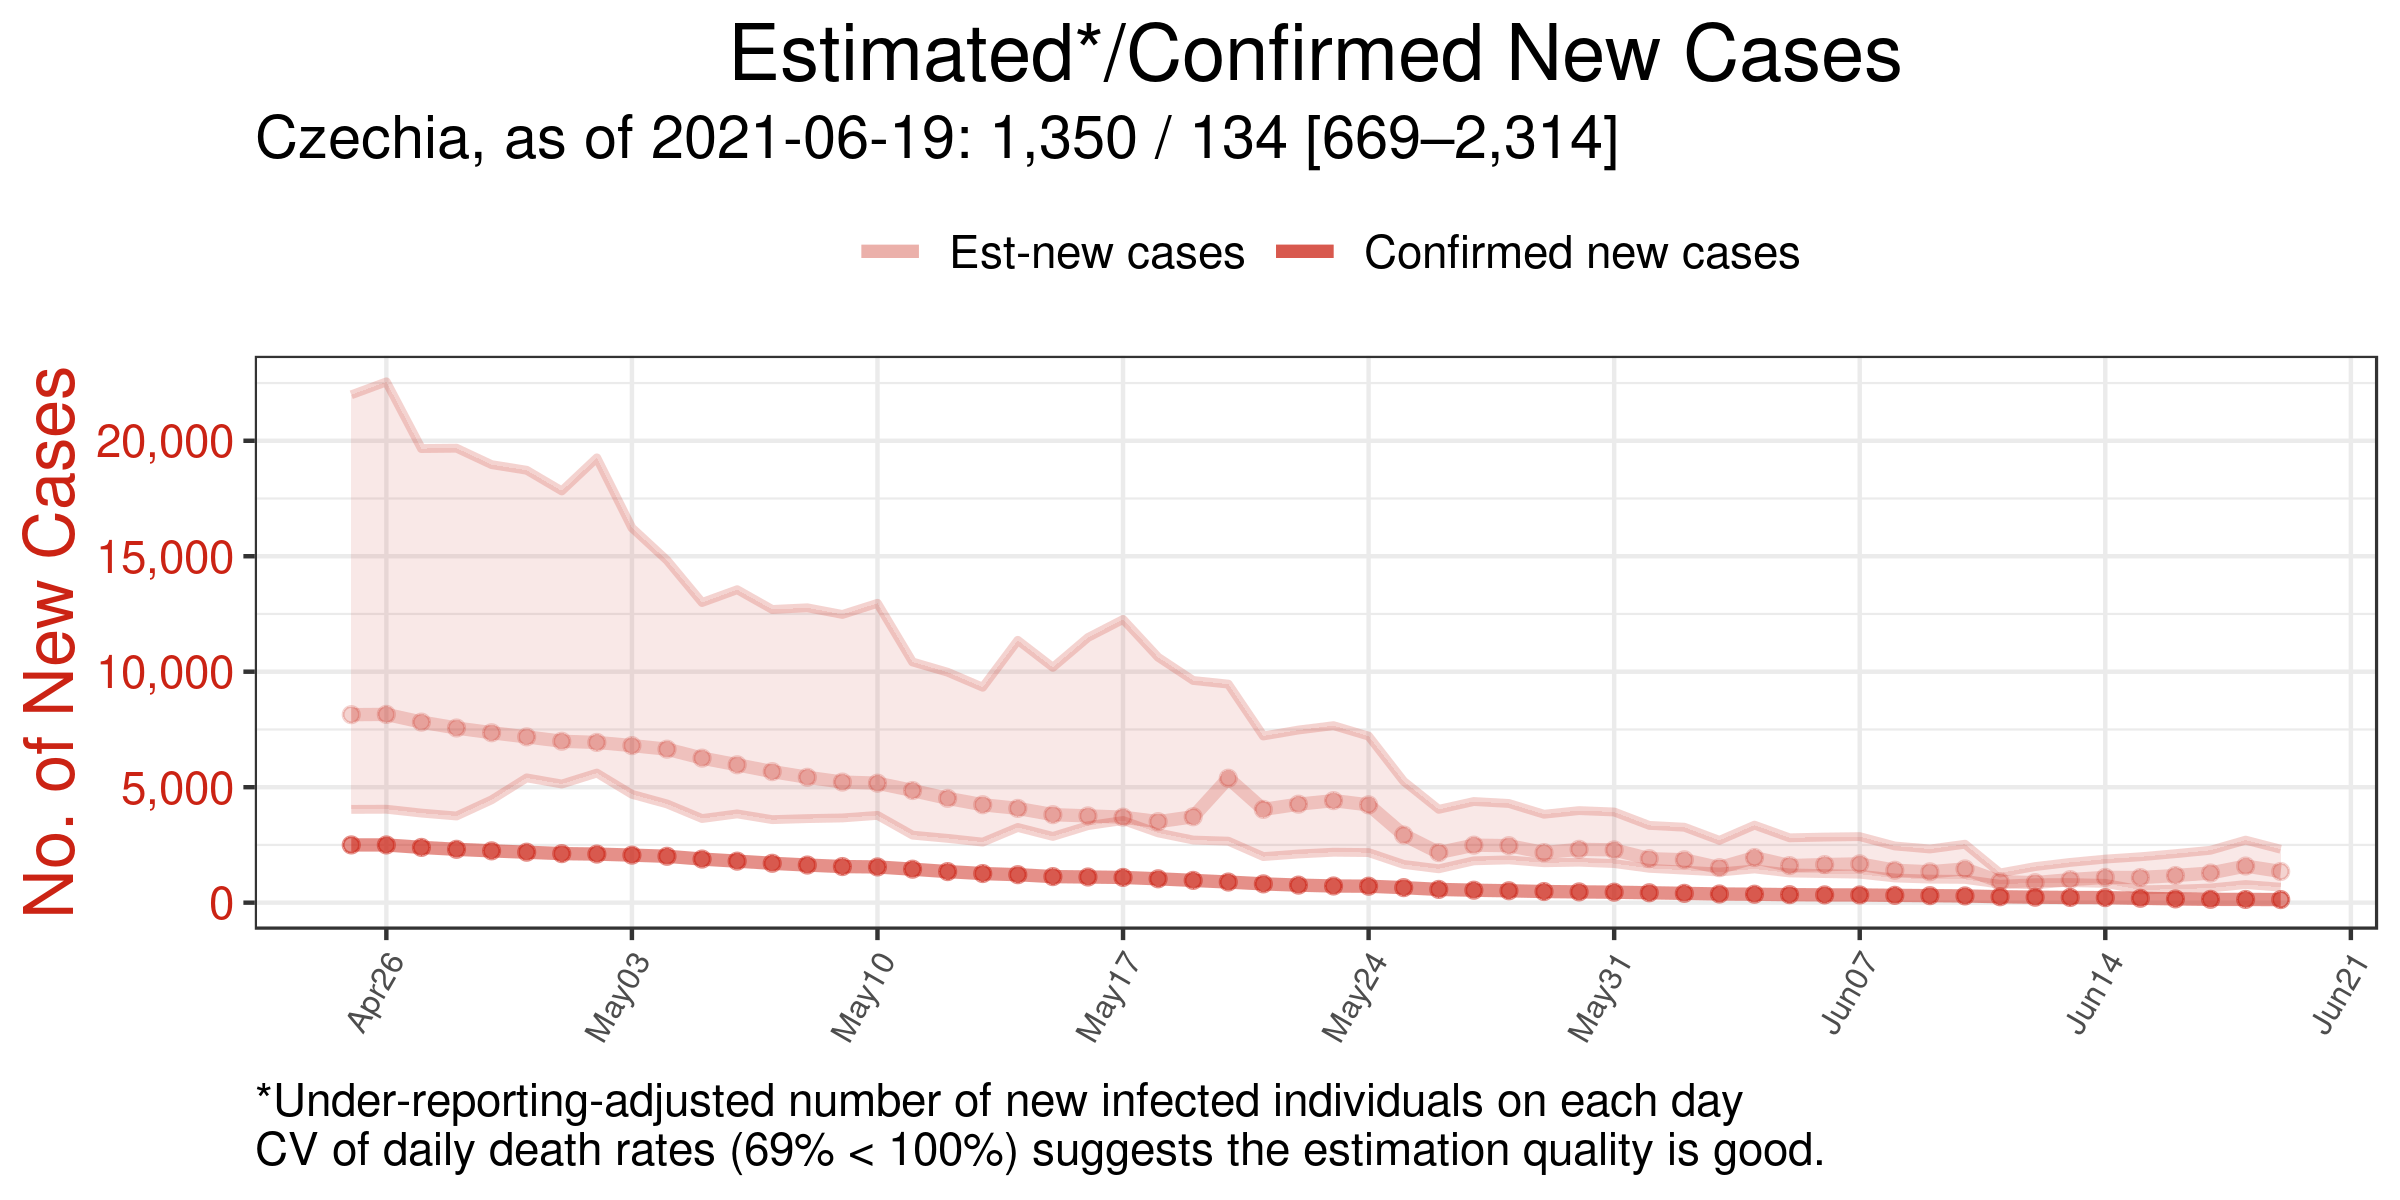 Estimated*/Confirmed New Cases
Czechia, as of 2021-06-19: 1,350 / 134 [669–2,314]
Est-new cases Confirmed new cases
No. of New Cases
20,000
15,000
10,000
5,000
0
Apr26 May03 May10 May17 May24 May31 Jun07 Jun14 Jun21
*Under-reporting-adjusted number of new infected individuals on each day
CV of daily death rates (69% < 100%) suggests the estimation quality is good.